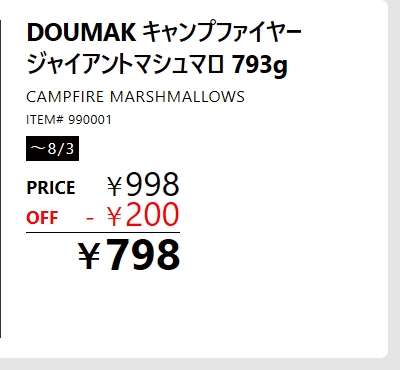 DOUMAK キャンプファイヤー
ジャイアントマシュマロ 793g
CAMPFIRE MARSHMALLOWS
ITEM# 990001
～8/3
PRICE ￥998
OFF - ￥200
￥798